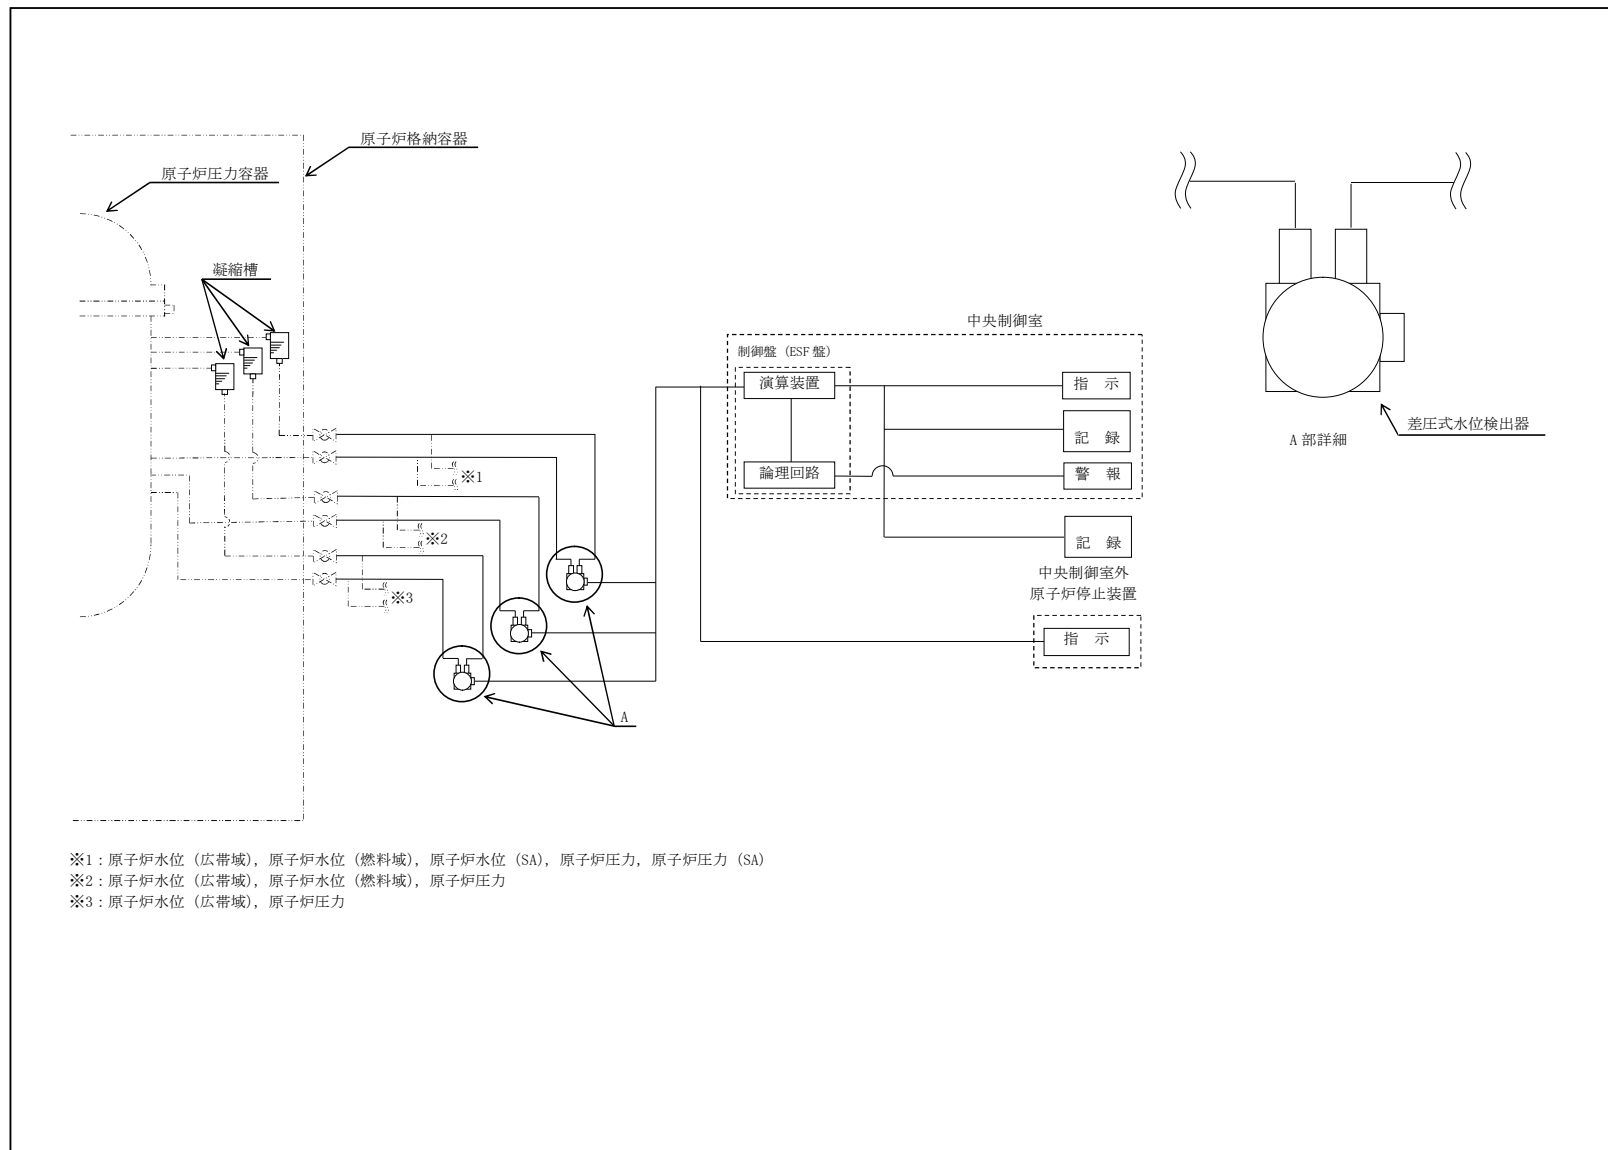 原子炉格納容器
原子炉圧力容器
凝縮槽
中央制御室
制御盤（ESF 盤）
演算装置
指 示
記 録
論理回路
警 報
記 録
中央制御室外
原子炉停止装置
指 示
※1
※2
※3
A
差圧式水位検出器
A 部詳細
※1：原子炉水位（広帯域），原子炉水位（燃料域），原子炉水位（SA），原子炉圧力，原子炉圧力（SA）
※2：原子炉水位（広帯域），原子炉水位（燃料域），原子炉圧力
※3：原子炉水位（広帯域），原子炉圧力